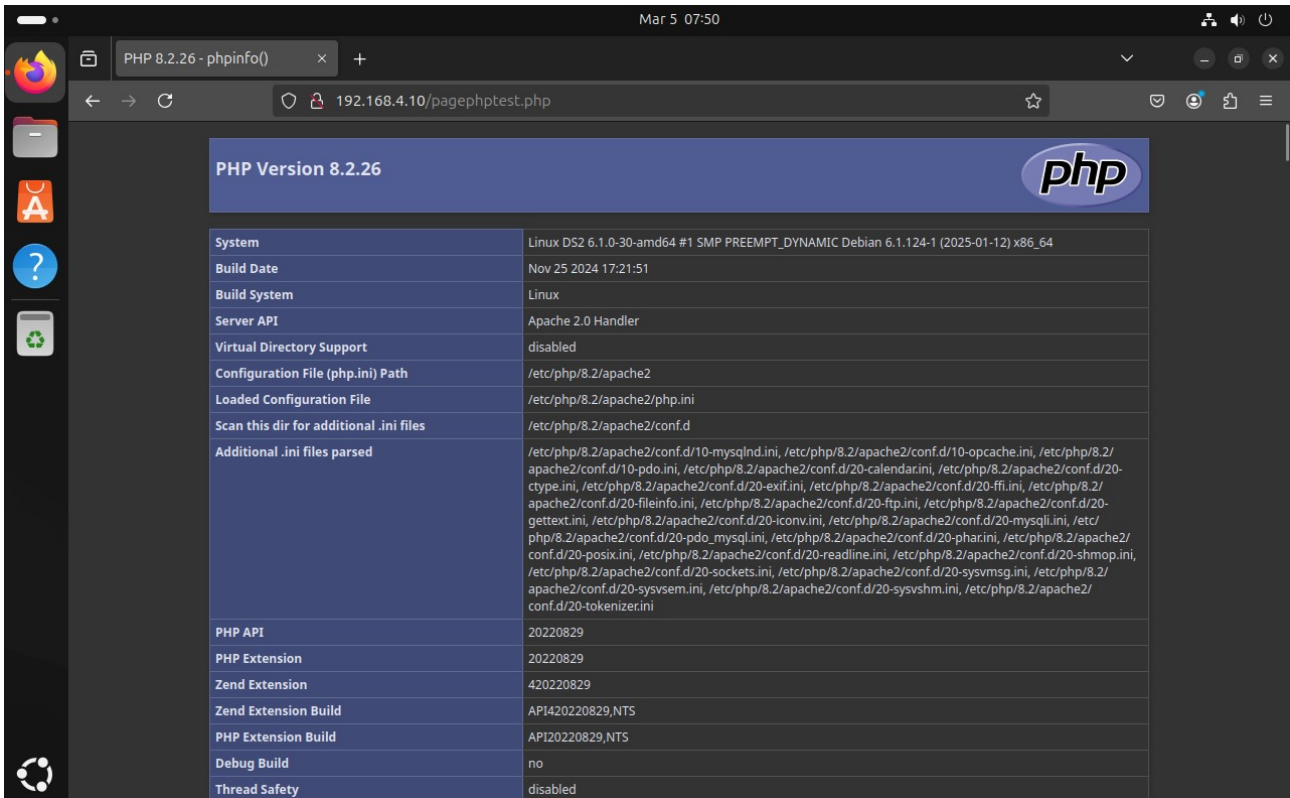 Mar 5 07:50
PHP 8.2.26 - phpinfo()
192.168.4.10/pagephptest.php
PHP Version 8.2.26
php
System Linux DS2 6.1.0-30-amd64 #1 SMP PREEMPT_DYNAMIC Debian 6.1.124-1 (2025-01-12) x86_64
Build Date Nov 25 2024 17:21:51
Build System Linux
Server API Apache 2.0 Handler
Virtual Directory Support disabled
Configuration File (php.ini) Path /etc/php/8.2/apache2
Loaded Configuration File /etc/php/8.2/apache2/php.ini
Scan this dir for additional .ini files /etc/php/8.2/apache2/conf.d
Additional .ini files parsed /etc/php/8.2/apache2/conf.d/10-mysqlnd.ini, /etc/php/8.2/apache2/conf.d/10-opcache.ini, /etc/php/8.2/
apache2/conf.d/10-pdo.ini, /etc/php/8.2/apache2/conf.d/20-calendar.ini, /etc/php/8.2/apache2/conf.d/20-
ctype.ini, /etc/php/8.2/apache2/conf.d/20-exif.ini, /etc/php/8.2/apache2/conf.d/20-ffi.ini, /etc/php/8.2/
apache2/conf.d/20-fileinfo.ini, /etc/php/8.2/apache2/conf.d/20-ftp.ini, /etc/php/8.2/apache2/conf.d/20-
gettext.ini, /etc/php/8.2/apache2/conf.d/20-iconv.ini, /etc/php/8.2/apache2/conf.d/20-mysqli.ini, /etc/
php/8.2/apache2/conf.d/20-pdo_mysql.ini, /etc/php/8.2/apache2/conf.d/20-phar.ini, /etc/php/8.2/apache2/
conf.d/20-posix.ini, /etc/php/8.2/apache2/conf.d/20-readline.ini, /etc/php/8.2/apache2/conf.d/20-shmop.ini,
/etc/php/8.2/apache2/conf.d/20-sockets.ini, /etc/php/8.2/apache2/conf.d/20-sysvmsg.ini, /etc/php/8.2/
apache2/conf.d/20-sysvsem.ini, /etc/php/8.2/apache2/conf.d/20-sysvshm.ini, /etc/php/8.2/apache2/
conf.d/20-tokenizer.ini
PHP API 20220829
PHP Extension 20220829
Zend Extension 420220829
Zend Extension Build API420220829,NTS
PHP Extension Build API20220829,NTS
Debug Build no
Thread Safety disabled